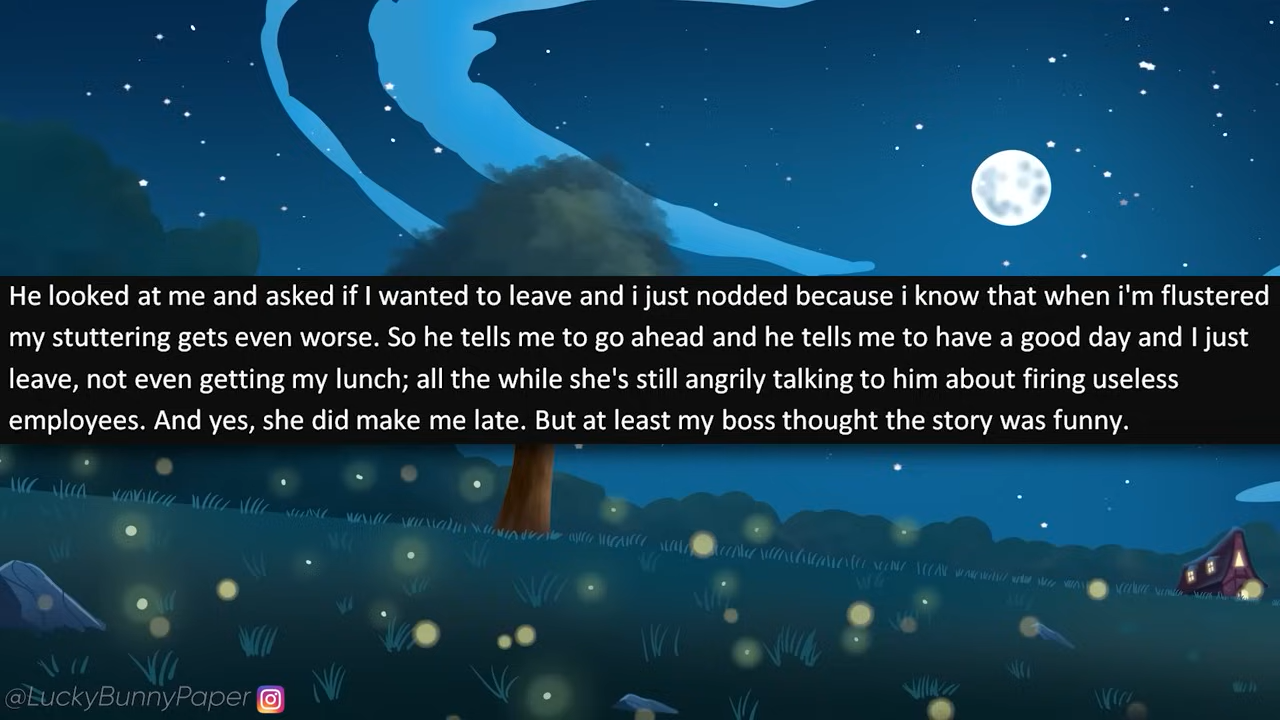 He looked at me and asked if I wanted to leave and i just nodded because i know that when i'm flustered
my stuttering gets even worse. So he tells me to go ahead and he tells me to have a good day and I just
leave, not even getting my lunch; all the while she's still angrily talking to him about firing useless
employees. And yes, she did make me late. But at least my boss thought the story was funny.
@LuckyBunnyPaper